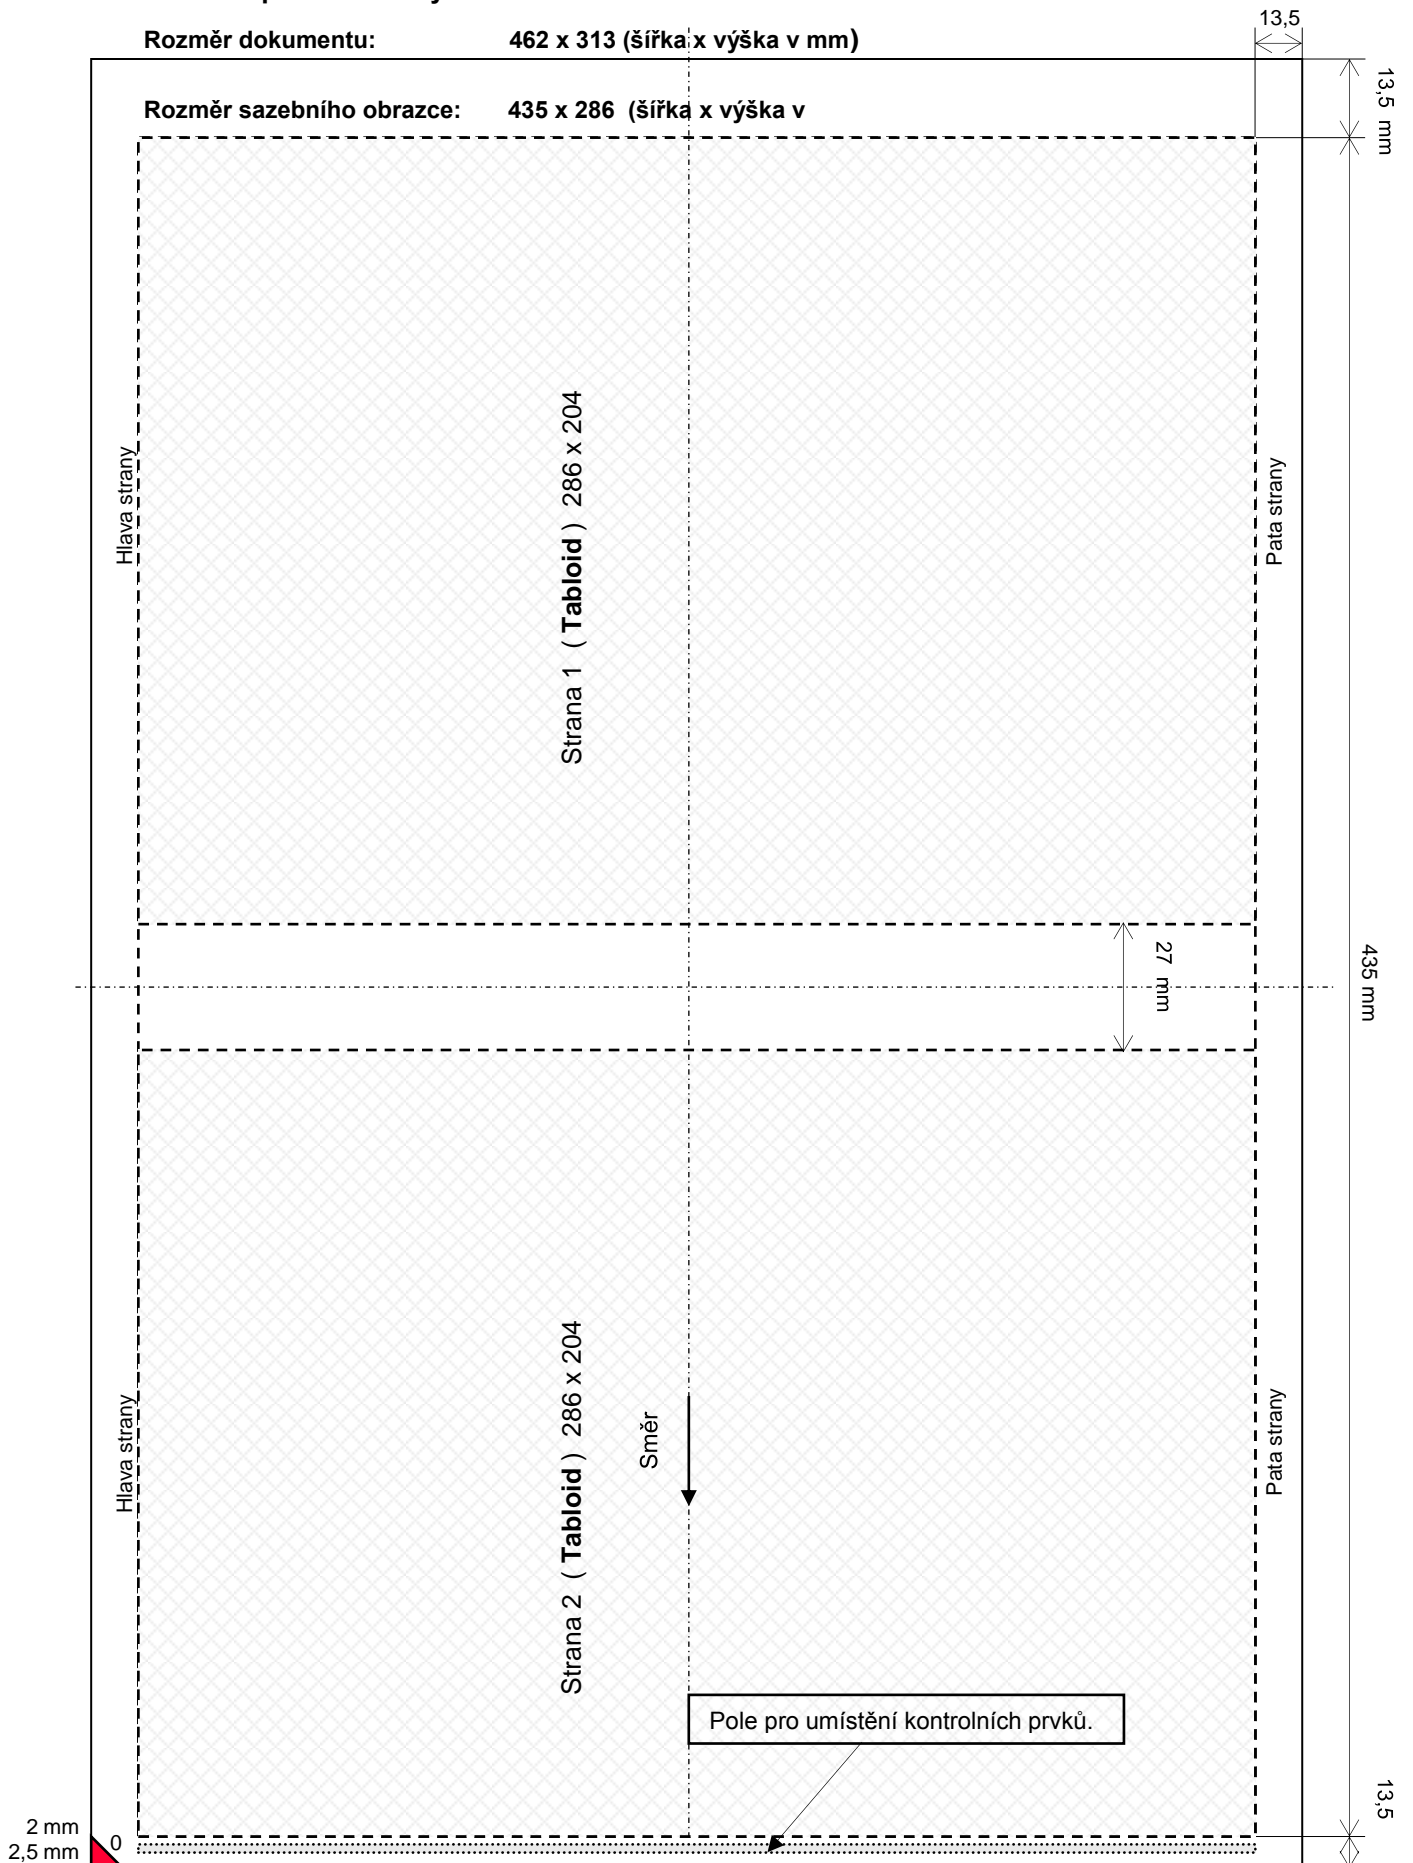 13,5
Rozměr dokumentu: 462 x 313 (šířka x výška v mm)
13,5 mm
Rozměr sazebního obrazce: 435 x 286 (šířka x výška v
Hlava strany
Strana 1 ( Tabloid ) 286 x 204
Pata strany
27 mm
435 mm
Hlava strany
Strana 2 ( Tabloid ) 286 x 204
Směr
Pata strany
Pole pro umístění kontrolních prvků.
13,5
2 mm
0
2,5 mm